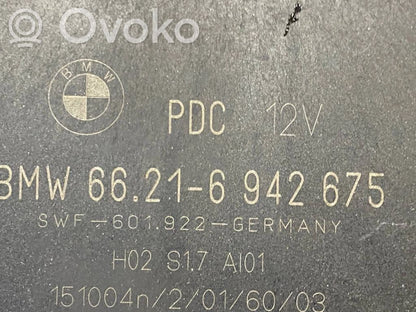 Ovoko
BMW
PDC 12V
BMW 66.21-6 942 675
SWF-601.922-GERMANY
H02 S1.7 AI01
151004n/2/01/60/03